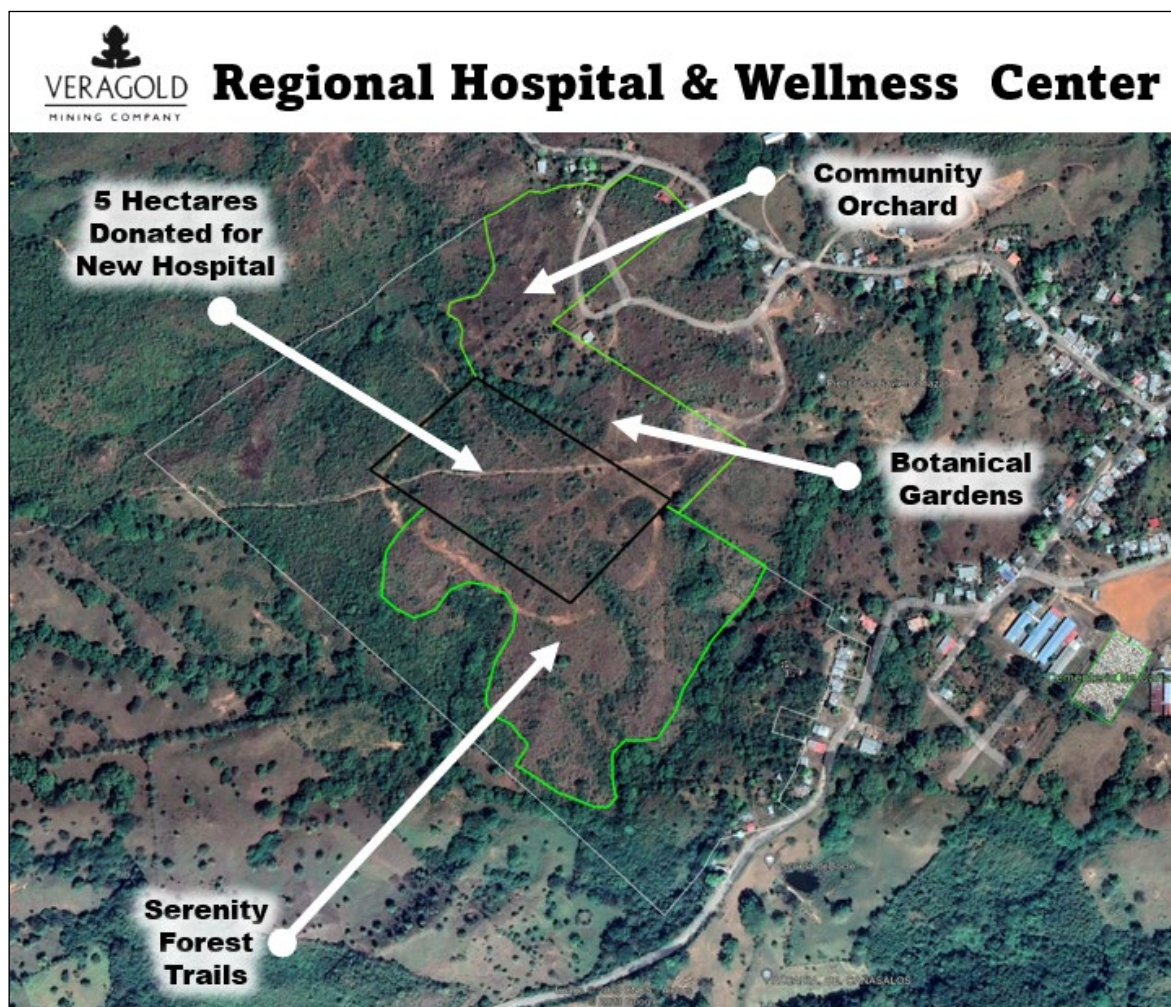 VERAGOLD
MINING COMPANY
Regional Hospital & Wellness Center
5 Hectares
Donated for
New Hospital
Community
Orchard
Botanical
Gardens
Serenity
Forest
Trails